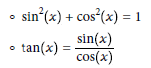 ◦ sin²(x) + cos²(x) = 1
◦ tan(x) = sin(x)/cos(x)